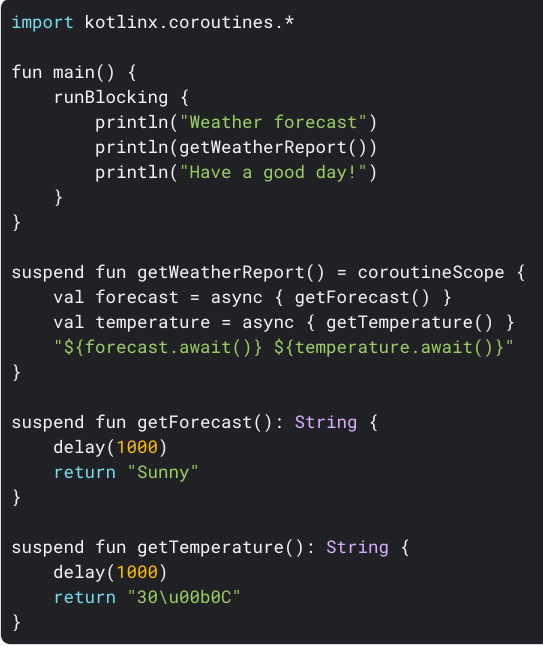 import kotlinx.coroutines.*

fun main() {
    runBlocking {
        println("Weather forecast")
        println(getWeatherReport())
        println("Have a good day!")
    }
}

suspend fun getWeatherReport() = coroutineScope {
    val forecast = async { getForecast() }
    val temperature = async { getTemperature() }
    "${forecast.await()} ${temperature.await()}"
}

suspend fun getForecast(): String {
    delay(1000)
    return "Sunny"
}

suspend fun getTemperature(): String {
    delay(1000)
    return "30\u00b0C"
}